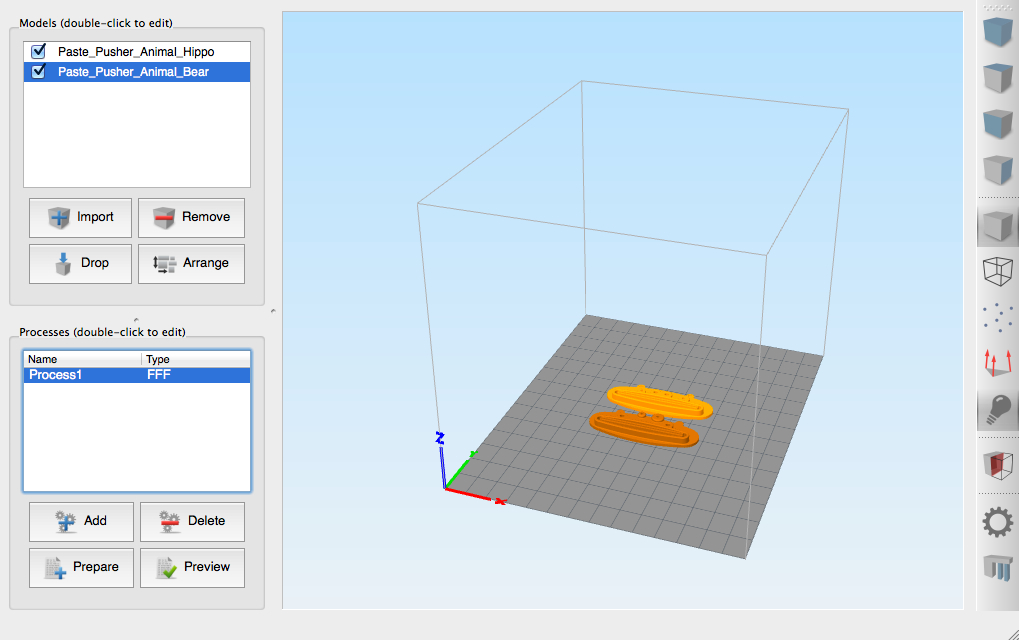 Models (double-click to edit)
Paste_Pusher_Animal_Hippo
Paste_Pusher_Animal_Bear
Import
Remove
Drop
Arrange
Processes (double-click to edit)
Name Type
Process1 FFF
Add
Delete
Prepare
Preview
Z
Y
X